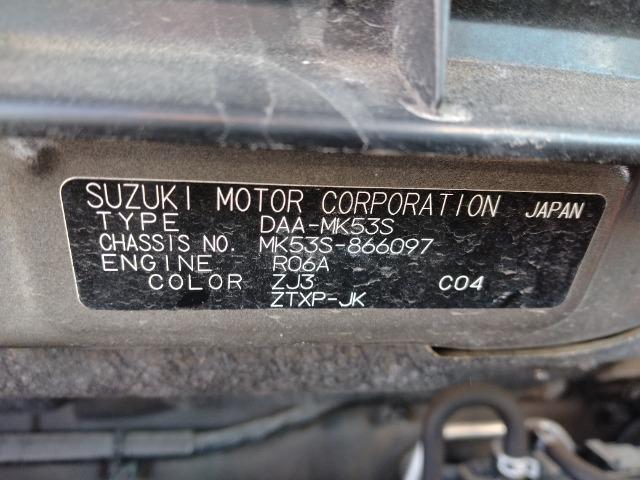 SUZUKI MOTOR CORPORATION JAPAN
TYPE DAA-MK53S
CHASSIS NO. MK53S-866097
ENGINE R06A
COLOR ZJ3 C04
ZTXP-JK